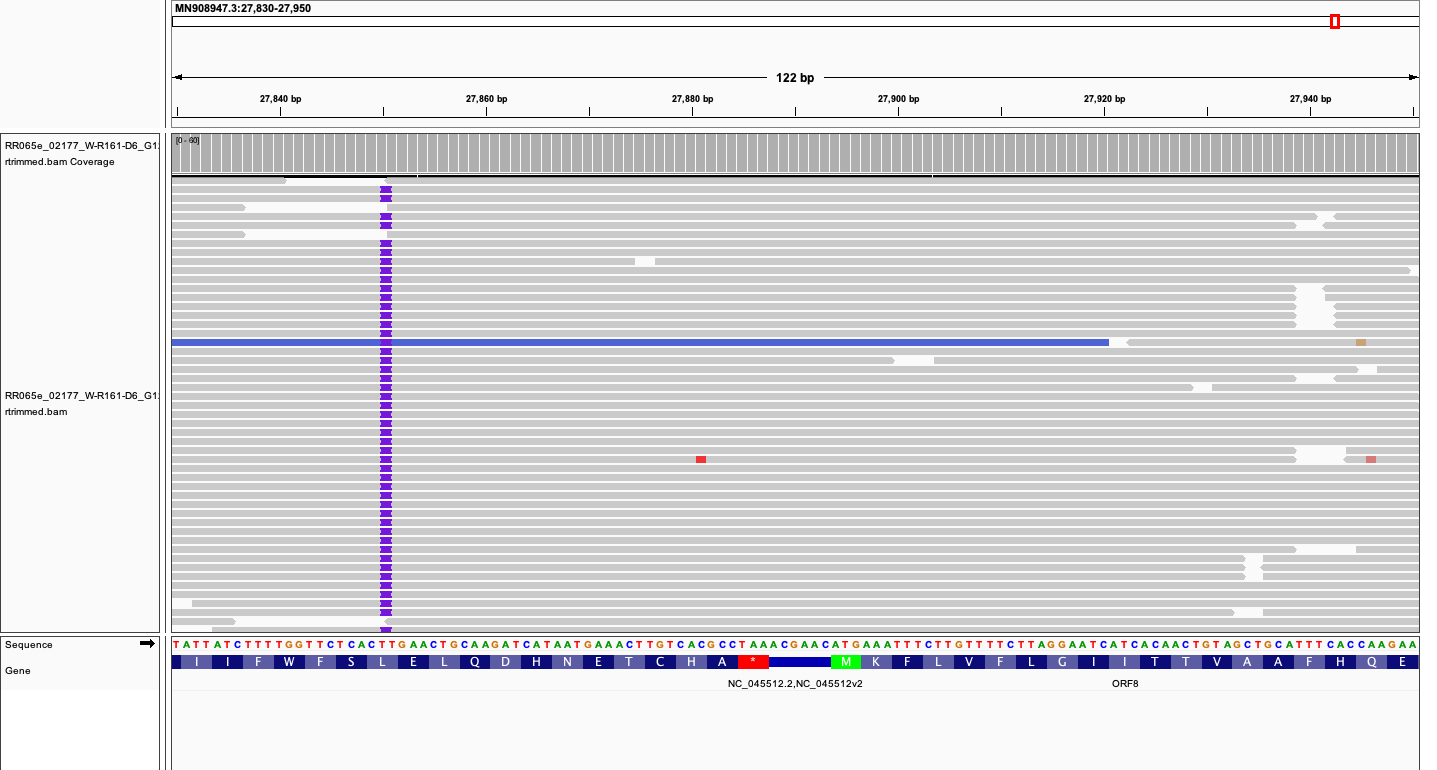 MN908947.3:27,830-27,950
122 bp
27,840 bp 27,860 bp 27,880 bp 27,900 bp 27,920 bp 27,940 bp
RR065e_02177_W-R161-D6_G1
rtrimmed.bam Coverage
[0 - 60]
RR065e_02177_W-R161-D6_G1
rtrimmed.bam
Sequence
TATTATCTTTTGGTTCTCACTTGAACTGCAAGATCATAATGAAACTTGTCACGCCTAAACGAACATGAAATTTCTTGTTTTCTTAGGAATCATCACAACTGTAGCTGCATTTCACCAAGAA
Gene
I I F W F S L E L Q D H N E T C H A * M K F L V F L G I I T T V A A F H Q E
NC_045512.2,NC_045512v2 ORF8